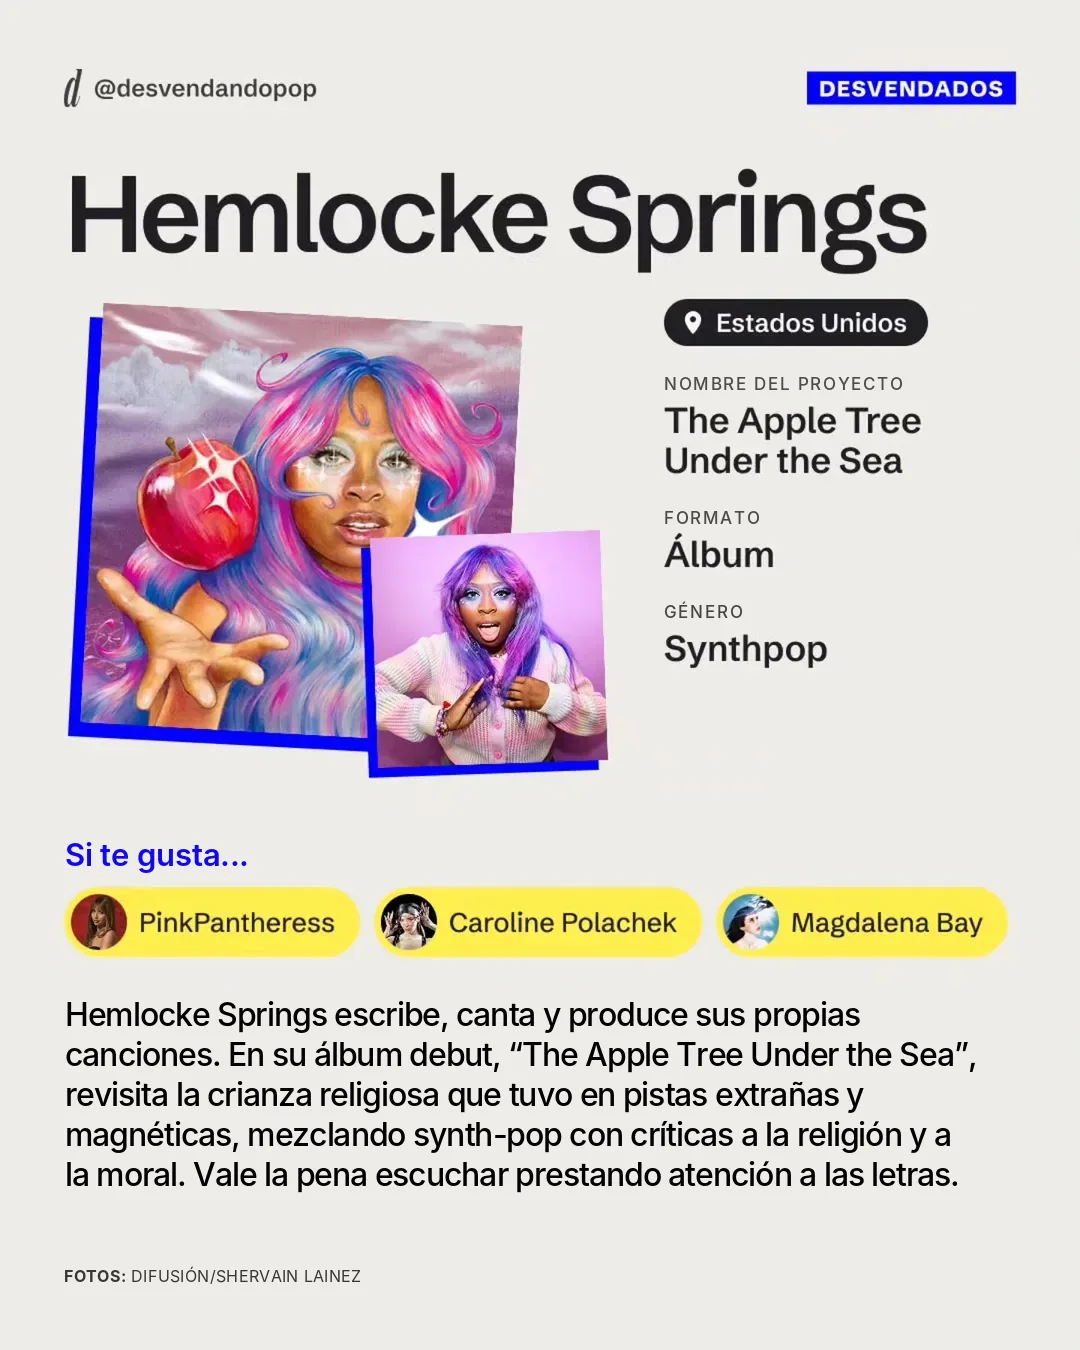 d @desvendandopop
DESVENDADOS
Hemlocke Springs
Estados Unidos
NOMBRE DEL PROYECTO
The Apple Tree
Under the Sea
FORMATO
Álbum
GÉNERO
Synthpop
Si te gusta...
PinkPantheress
Caroline Polachek
Magdalena Bay
Hemlocke Springs escribe, canta y produce sus propias
canciones. En su álbum debut, “The Apple Tree Under the Sea”,
revisita la crianza religiosa que tuvo en pistas extrañas y
magnéticas, mezclando synth-pop con críticas a la religión y a
la moral. Vale la pena escuchar prestando atención a las letras.
FOTOS: DIFUSIÓN/SHERVAIN LAINEZ